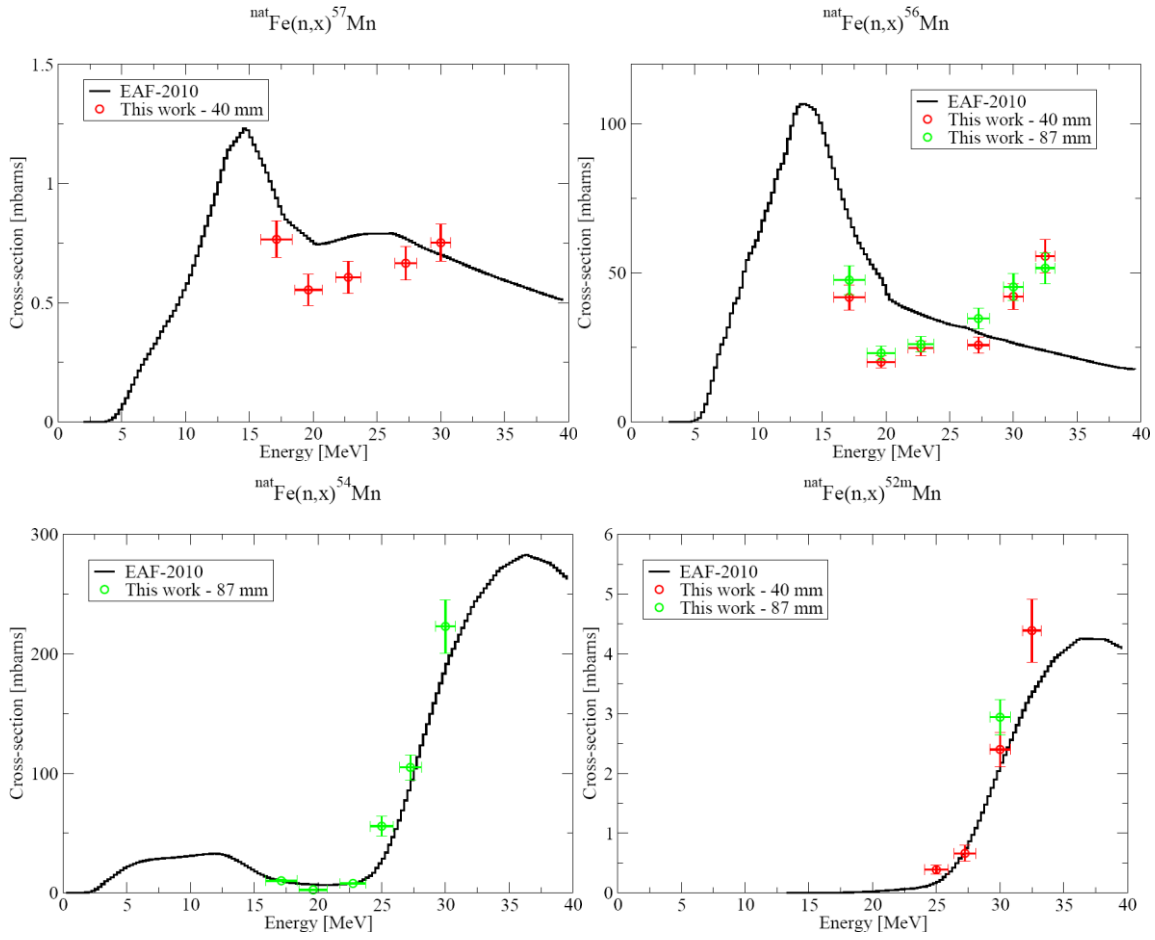 natFe(n,x)57Mn
1.5
1
0.5
0
Cross-section [mbarns]
EAF-2010
This work - 40 mm
0 5 10 15 20 25 30 35 40
Energy [MeV]
natFe(n,x)56Mn
100
50
0
Cross-section [mbarns]
EAF-2010
This work - 40 mm
This work - 87 mm
0 5 10 15 20 25 30 35 40
Energy [MeV]
natFe(n,x)54Mn
300
200
100
0
Cross-section [mbarns]
EAF-2010
This work - 87 mm
0 5 10 15 20 25 30 35 40
Energy [MeV]
natFe(n,x)52mMn
6
5
4
3
2
1
0
Cross-section [mbarns]
EAF-2010
This work - 40 mm
This work - 87 mm
0 5 10 15 20 25 30 35 40
Energy [MeV]